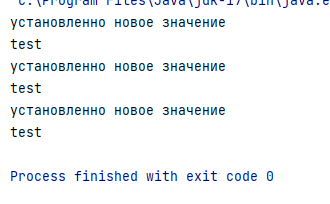 "C:\Program Files\Java\jdk-17\bin\java.e
установленно новое значение
test
установленно новое значение
test
установленно новое значение
test
Process finished with exit code 0